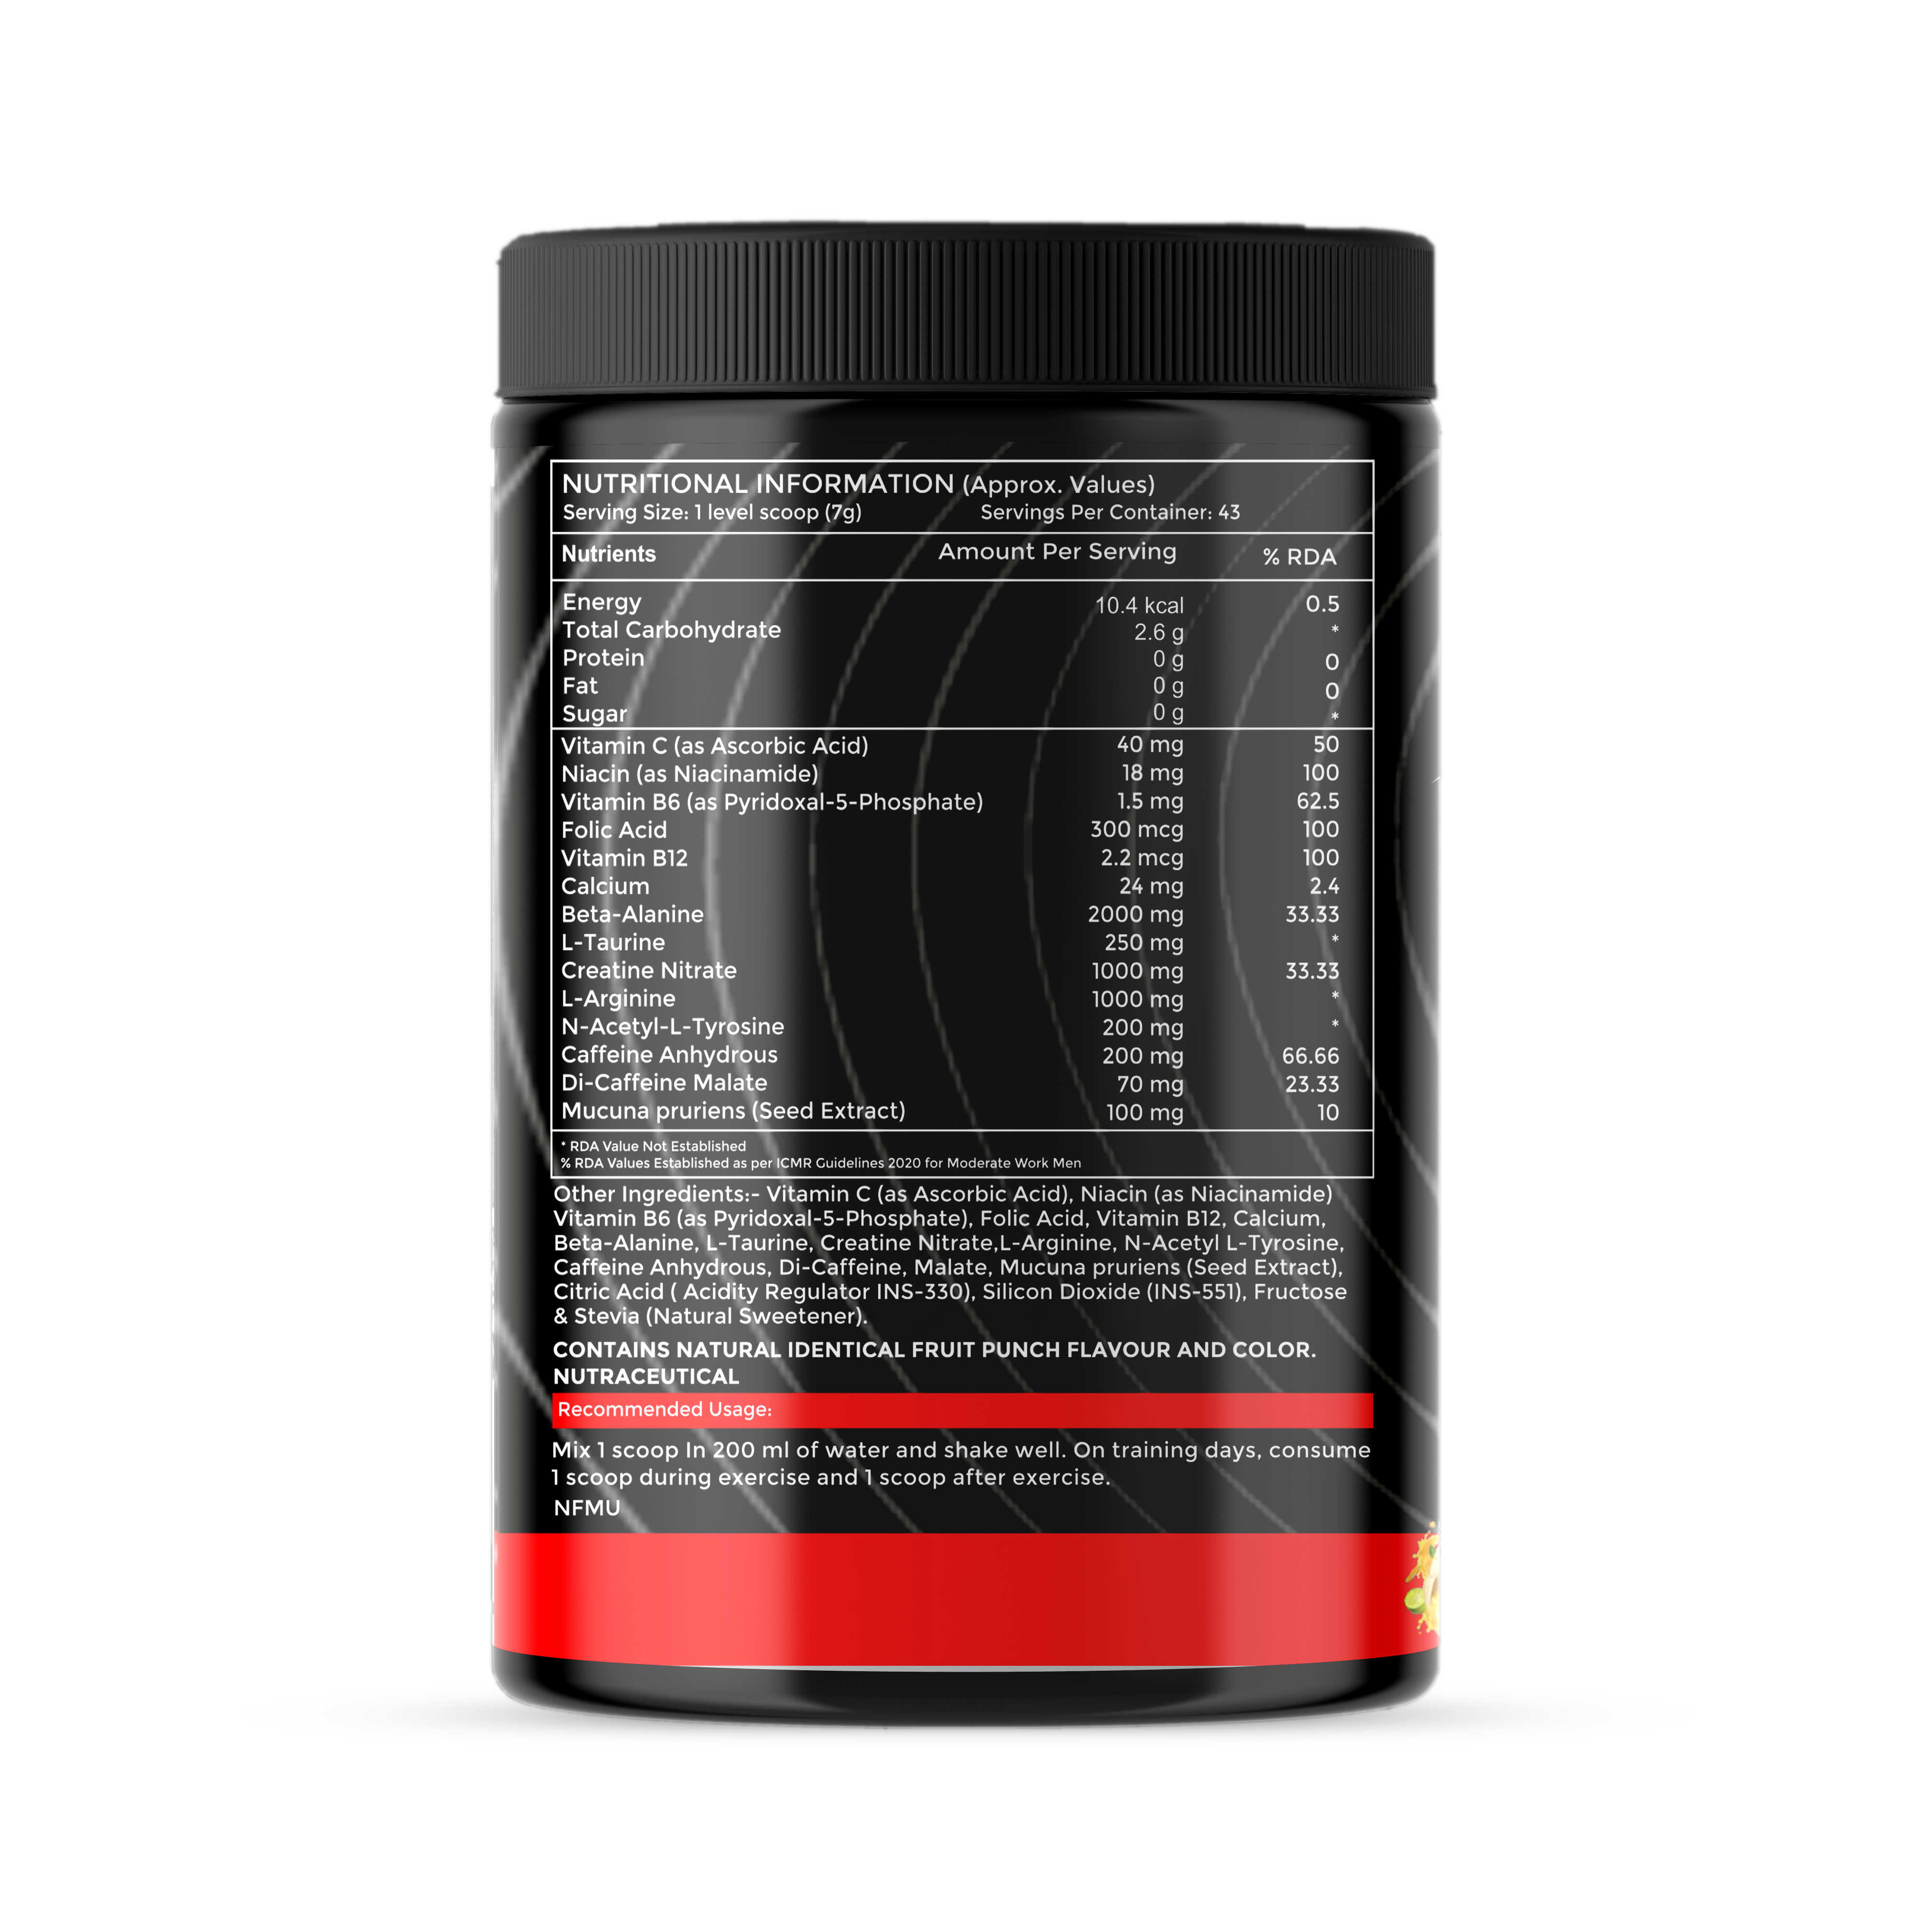 NUTRITIONAL INFORMATION (Approx. Values)
Serving Size: 1 level scoop (7g) Servings Per Container: 43
Nutrients Amount Per Serving % RDA
Energy 10.4 kcal 0.5
Total Carbohydrate 2.6 g *
Protein 0 g 0
Fat 0 g 0
Sugar 0 g *
Vitamin C (as Ascorbic Acid) 40 mg 50
Niacin (as Niacinamide) 18 mg 100
Vitamin B6 (as Pyridoxal-5-Phosphate) 1.5 mg 62.5
Folic Acid 300 mcg 100
Vitamin B12 2.2 mcg 100
Calcium 24 mg 2.4
Beta-Alanine 2000 mg 33.33
L-Taurine 250 mg *
Creatine Nitrate 1000 mg 33.33
L-Arginine 1000 mg *
N-Acetyl-L-Tyrosine 200 mg *
Caffeine Anhydrous 200 mg 66.66
Di-Caffeine Malate 70 mg 23.33
Mucuna pruriens (Seed Extract) 100 mg 10
* RDA Value Not Established
% RDA Values Established as per ICMR Guidelines 2020 for Moderate Work Men
Other Ingredients:- Vitamin C (as Ascorbic Acid), Niacin (as Niacinamide)
Vitamin B6 (as Pyridoxal-5-Phosphate), Folic Acid, Vitamin B12, Calcium,
Beta-Alanine, L-Taurine, Creatine Nitrate,L-Arginine, N-Acetyl L-Tyrosine,
Caffeine Anhydrous, Di-Caffeine, Malate, Mucuna pruriens (Seed Extract),
Citric Acid ( Acidity Regulator INS-330), Silicon Dioxide (INS-551), Fructose
& Stevia (Natural Sweetener).
CONTAINS NATURAL IDENTICAL FRUIT PUNCH FLAVOUR AND COLOR.
NUTRACEUTICAL
Recommended Usage:
Mix 1 scoop In 200 ml of water and shake well. On training days, consume
1 scoop during exercise and 1 scoop after exercise.
NFMU